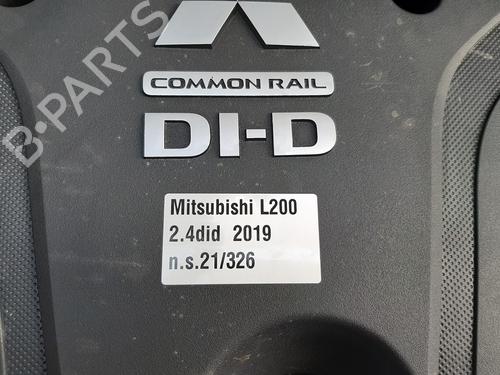 B-PARTS
COMMON RAIL
DI-D
Mitsubishi L200
2.4did 2019
n.s.21/326